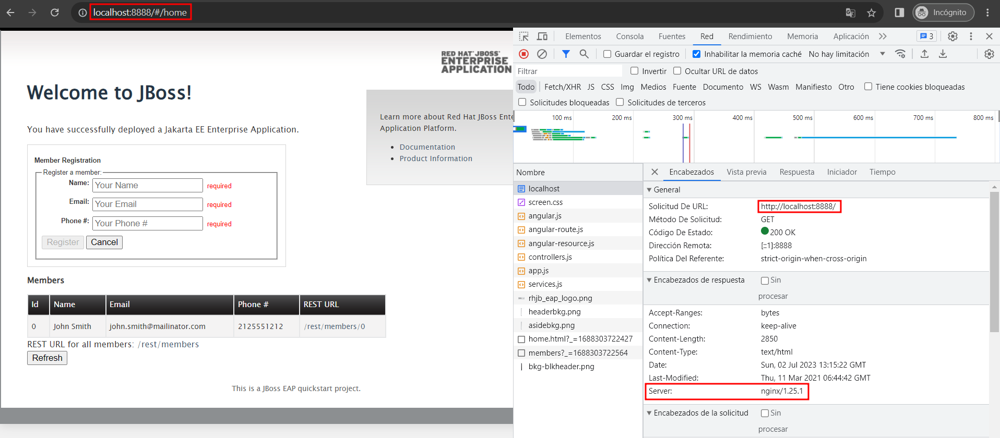 localhost:8888/#/home
Incógnito
RED HAT JBOSS
ENTERPRISE
APPLICATION
Welcome to JBoss!
You have successfully deployed a Jakarta EE Enterprise Application.
Learn more about Red Hat JBoss Ente
Application Platform.
Documentation
Product Information
Member Registration
Register a member:
Name: Your Name required
Email: Your Email required
Phone #: Your Phone # required
Register Cancel
Members
Id Name Email Phone # REST URL
0 John Smith john.smith@mailinator.com 2125551212 /rest/members/0
REST URL for all members: /rest/members
Refresh
This is a JBoss EAP quickstart project.
Elementos Consola Fuentes Red Rendimiento Memoria Aplicación 3
Guardar el registro Inhabilitar la memoria caché No hay limitación
Filtrar Invertir Ocultar URL de datos
Todo Fetch/XHR JS CSS Img Medios Fuente Documento WS Wasm Manifiesto Otro Tiene cookies bloqueadas
Solicitudes bloqueadas Solicitudes de terceros
100 ms 200 ms 300 ms 400 ms 500 ms 600 ms 700 ms 800 ms
Nombre
localhost
screen.css
angular.js
angular-route.js
angular-resource.js
controllers.js
app.js
services.js
rhjb_eap_logo.png
headerbkg.png
asidebkg.png
home.html?_=1688303722427
members?_=1688303722564
bkg-blkheader.png
Encabezados Vista previa Respuesta Iniciador Tiempo
General
Solicitud De URL: http://localhost:8888/
Método De Solicitud: GET
Código De Estado: 200 OK
Dirección Remota: [::1]:8888
Política Del Referente: strict-origin-when-cross-origin
Encabezados de respuesta Sin
procesar
Accept-Ranges: bytes
Connection: keep-alive
Content-Length: 2850
Content-Type: text/html
Date: Sun, 02 Jul 2023 13:15:22 GMT
Last-Modified: Thu, 11 Mar 2021 06:44:42 GMT
Server: nginx/1.25.1
Encabezados de la solicitud Sin
procesar